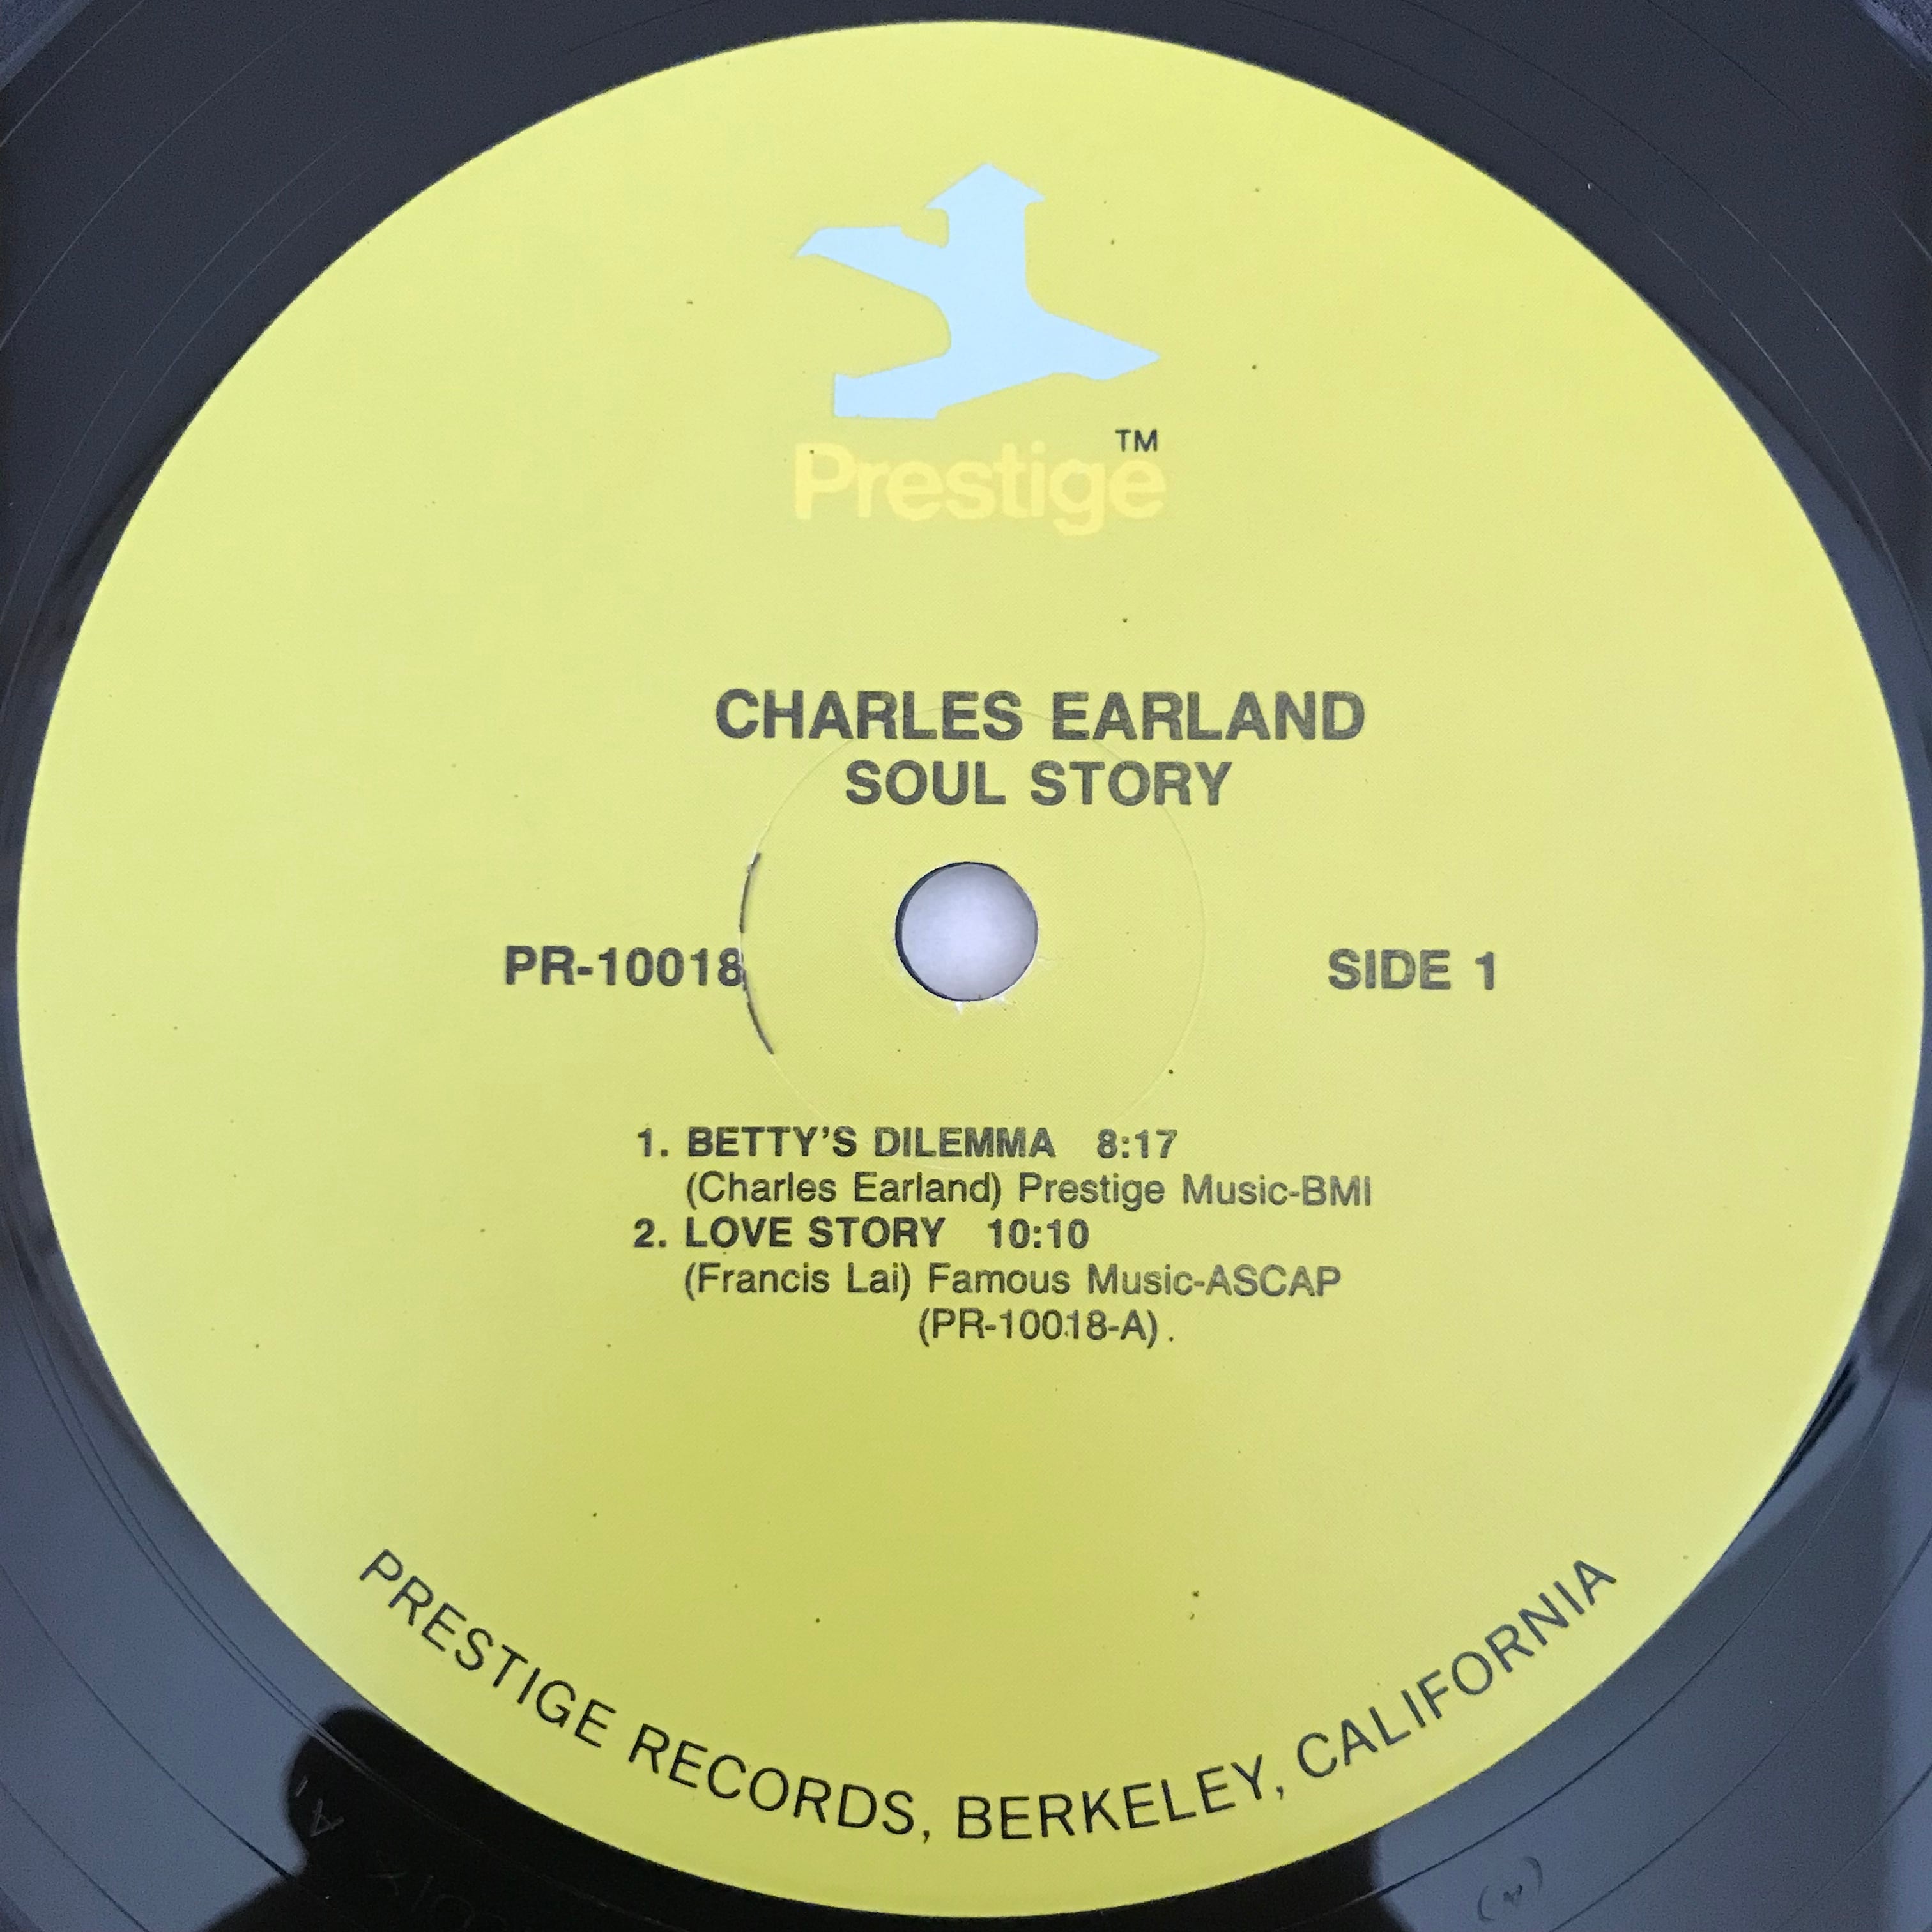 Prestige™
CHARLES EARLAND
SOUL STORY
PR-10018
SIDE 1
1. BETTY'S DILEMMA 8:17
(Charles Earland) Prestige Music-BMI
2. LOVE STORY 10:10
(Francis Lai) Famous Music-ASCAP
(PR-10018-A)
PRESTIGE RECORDS, BERKELEY, CALIFORNIA